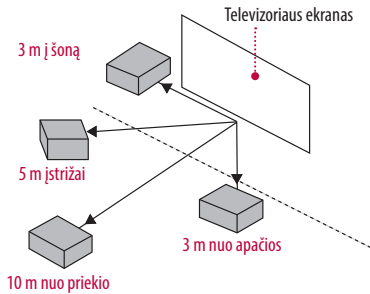 Televizoriaus ekranas
3 m į šoną
5 m įstrižai
3 m nuo apačios
10 m nuo priekio